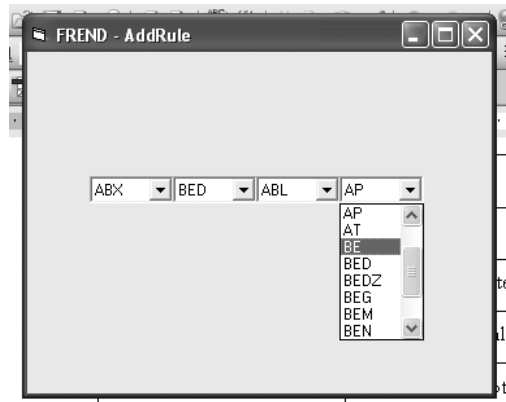 FREND - AddRule
ABX BED ABL AP
AP
AT
BE
BED
BEDZ
BEG
BEM
BEN